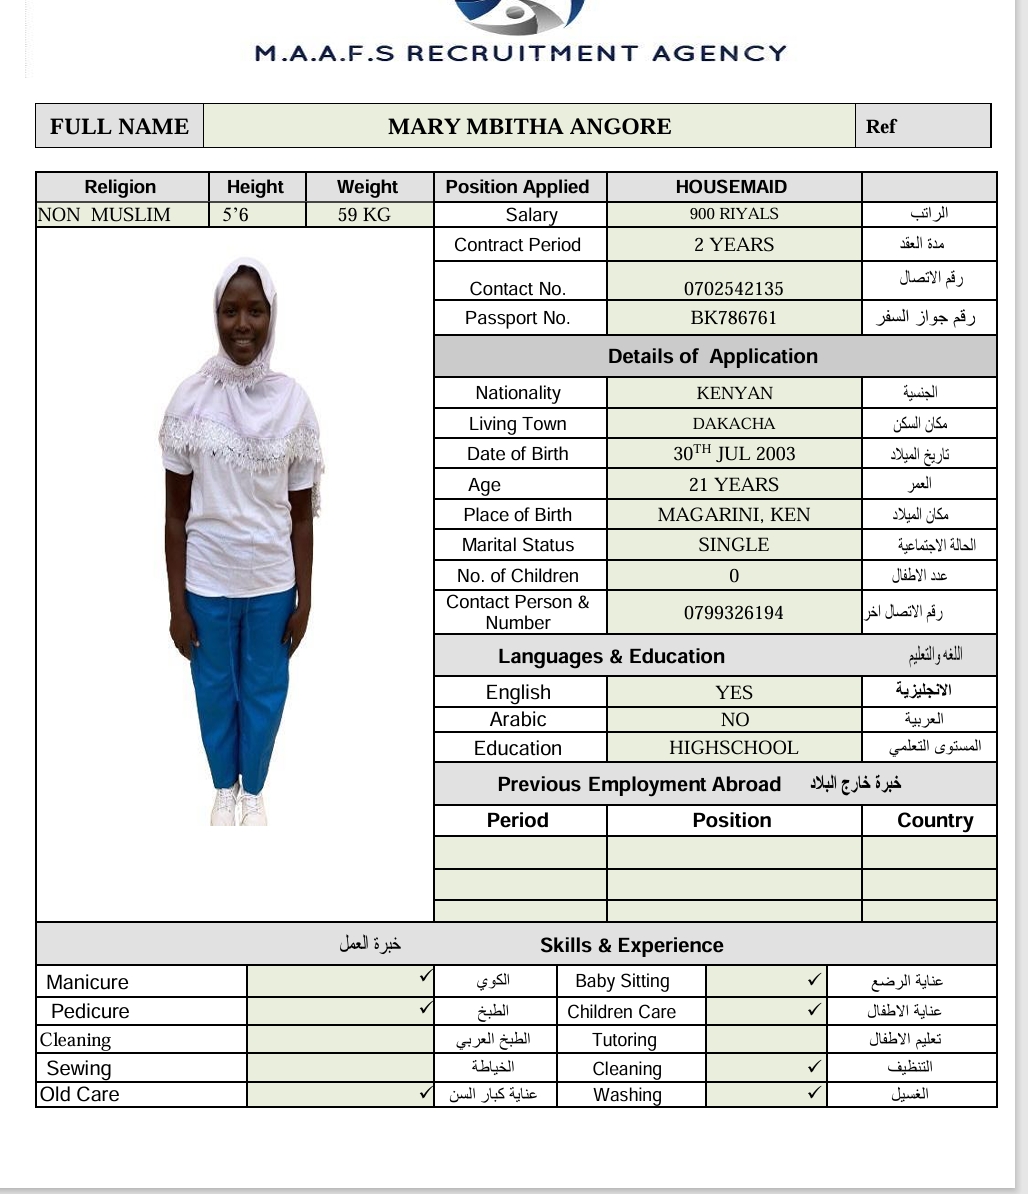 M.A.A.F.S RECRUITMENT AGENCY
FULL NAME MARY MBITHA ANGORE Ref
Religion Height Weight Position Applied HOUSEMAID
NON MUSLIM 5’6 59 KG Salary 900 RIYALS الراتب
Contract Period 2 YEARS مدة العقد
Contact No. 0702542135 رقم الاتصال
Passport No. BK786761 رقم جواز السفر
Details of Application
Nationality KENYAN الجنسية
Living Town DAKACHA مكان السكن
Date of Birth 30TH JUL 2003 تاريخ الميلاد
Age 21 YEARS العمر
Place of Birth MAGARINI, KEN مكان الميلاد
Marital Status SINGLE الحالة الاجتماعية
No. of Children 0 عدد الاطفال
Contact Person & Number 0799326194 رقم الاتصال اخر
Languages & Education اللغه والتعليم
English YES الانجليزية
Arabic NO العربية
Education HIGHSCHOOL المستوى التعلمي
Previous Employment Abroad خبرة خارج البلاد
Period Position Country
خبرة العمل Skills & Experience
Manicure ✓ الكوي Baby Sitting ✓ عناية الرضع
Pedicure ✓ الطبخ Children Care ✓ عناية الاطفال
Cleaning الطبخ العربي Tutoring تعليم الاطفال
Sewing الخياطة Cleaning ✓ التنظيف
Old Care ✓ عناية كبار السن Washing ✓ الغسيل